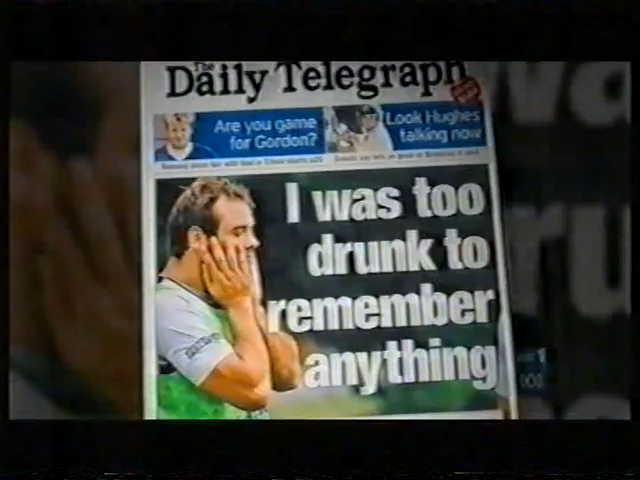 The
Daily Telegraph
Are you game
for Gordon?
Look Hughes
talking now
I was too
drunk to
remember
anything